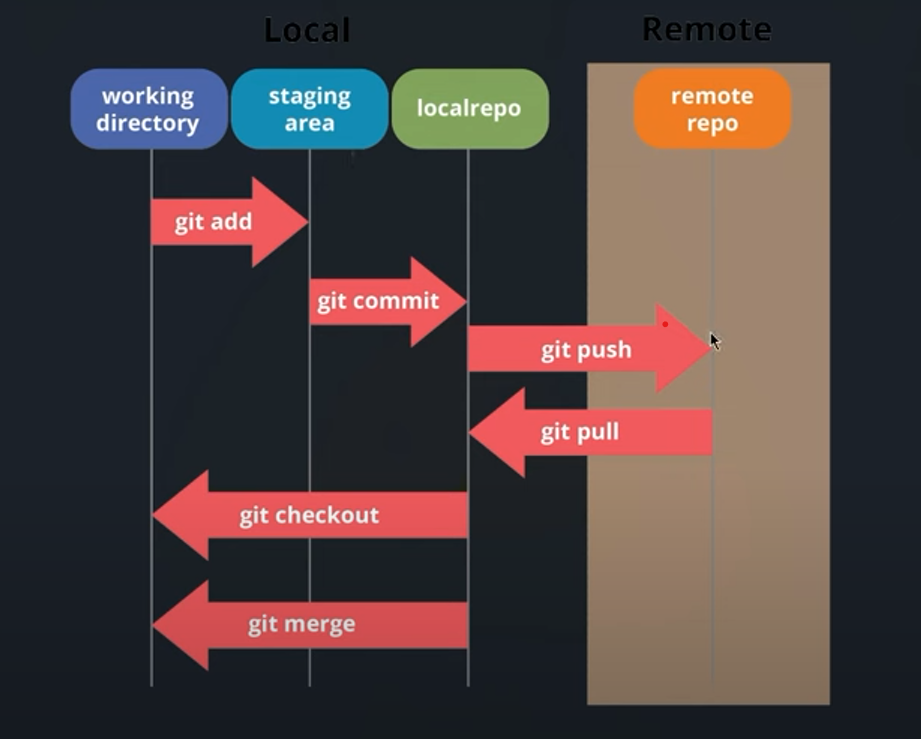 Local
Remote
working
directory
staging
area
localrepo
remote
repo
git add
git commit
git push
git pull
git checkout
git merge